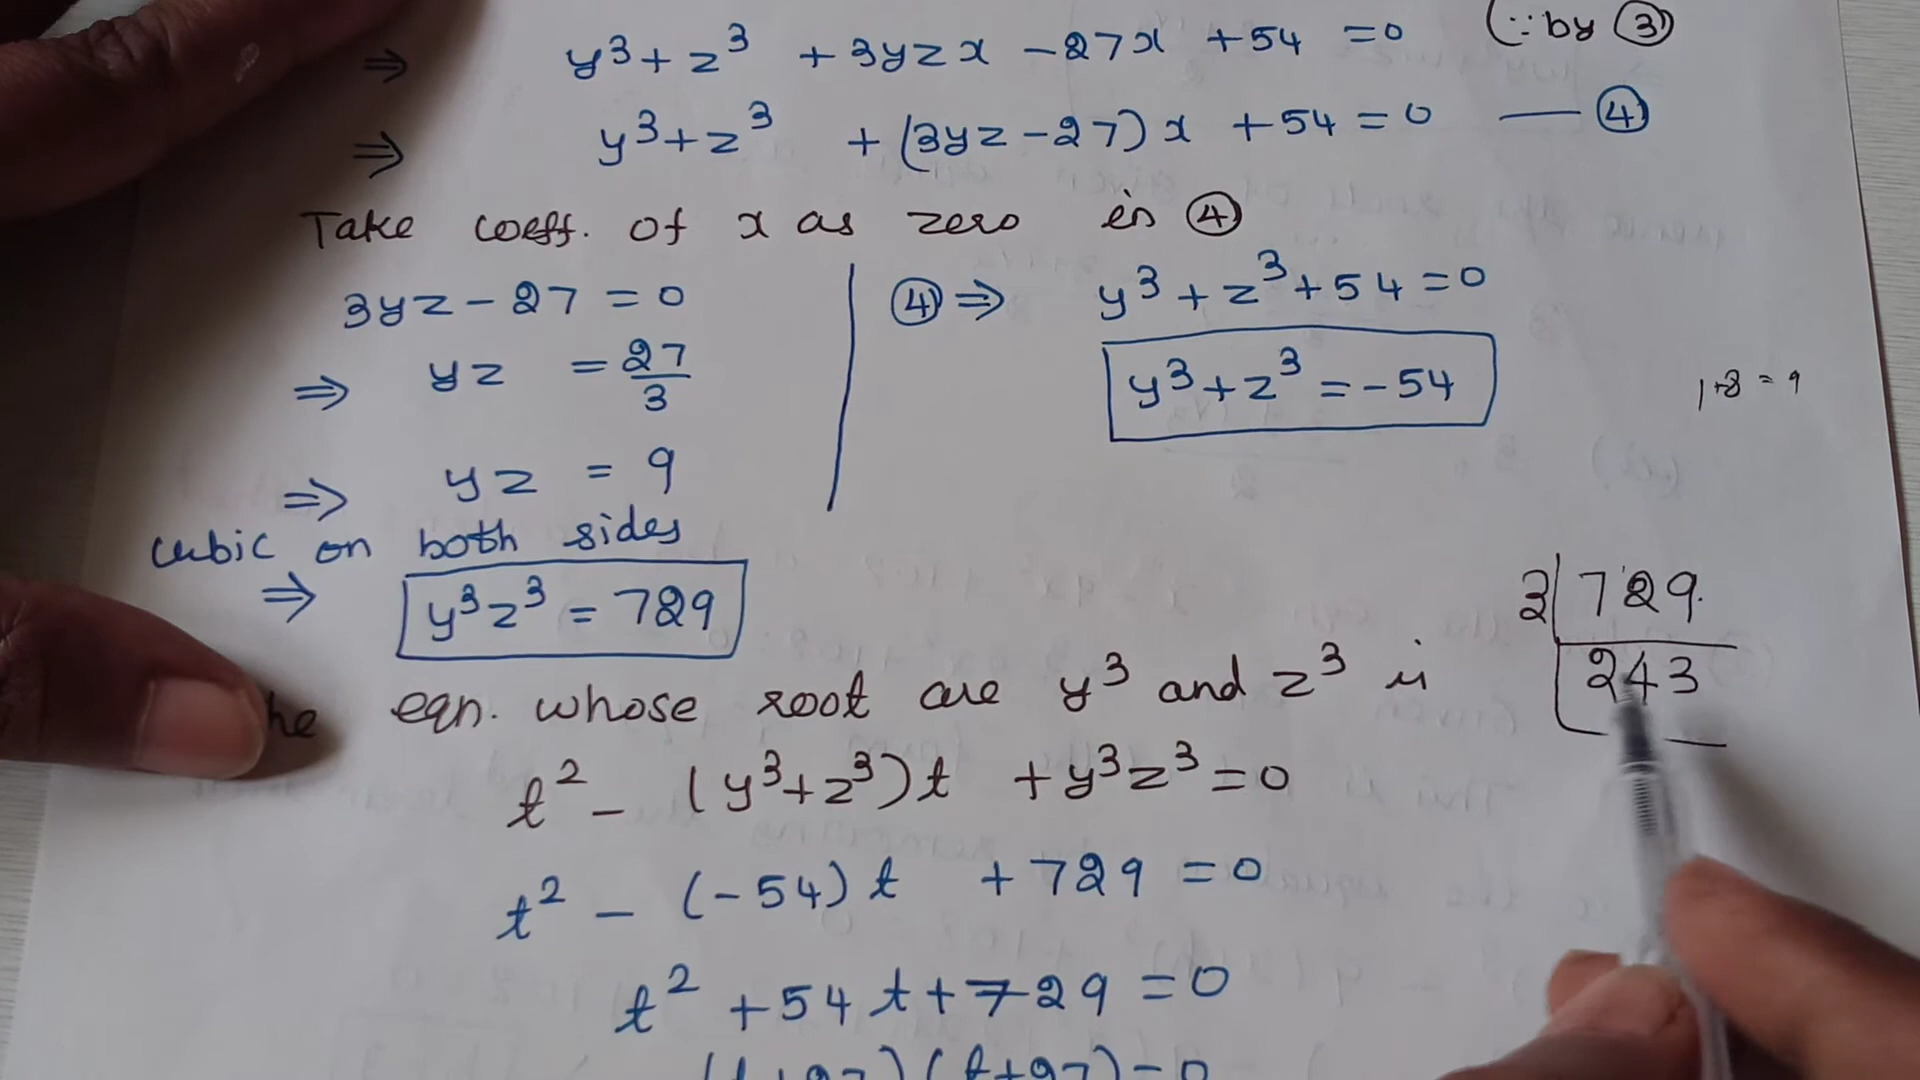 ⇒ y³ + z³ + 3yzx - 27x + 54 = 0 (∵ by ③)
⇒ y³ + z³ + (3yz - 27)x + 54 = 0 — ④
Take coeff. of x as zero in ④
3yz - 27 = 0
⇒ yz = 27/3
⇒ yz = 9
cubic on both sides
⇒ y³z³ = 729
④ ⇒ y³ + z³ + 54 = 0
y³ + z³ = -54
1+8 = 9
3 | 729
243
he eqn. whose root are y³ and z³ is
t² - (y³+z³)t + y³z³ = 0
t² - (-54)t + 729 = 0
t² + 54t + 729 = 0